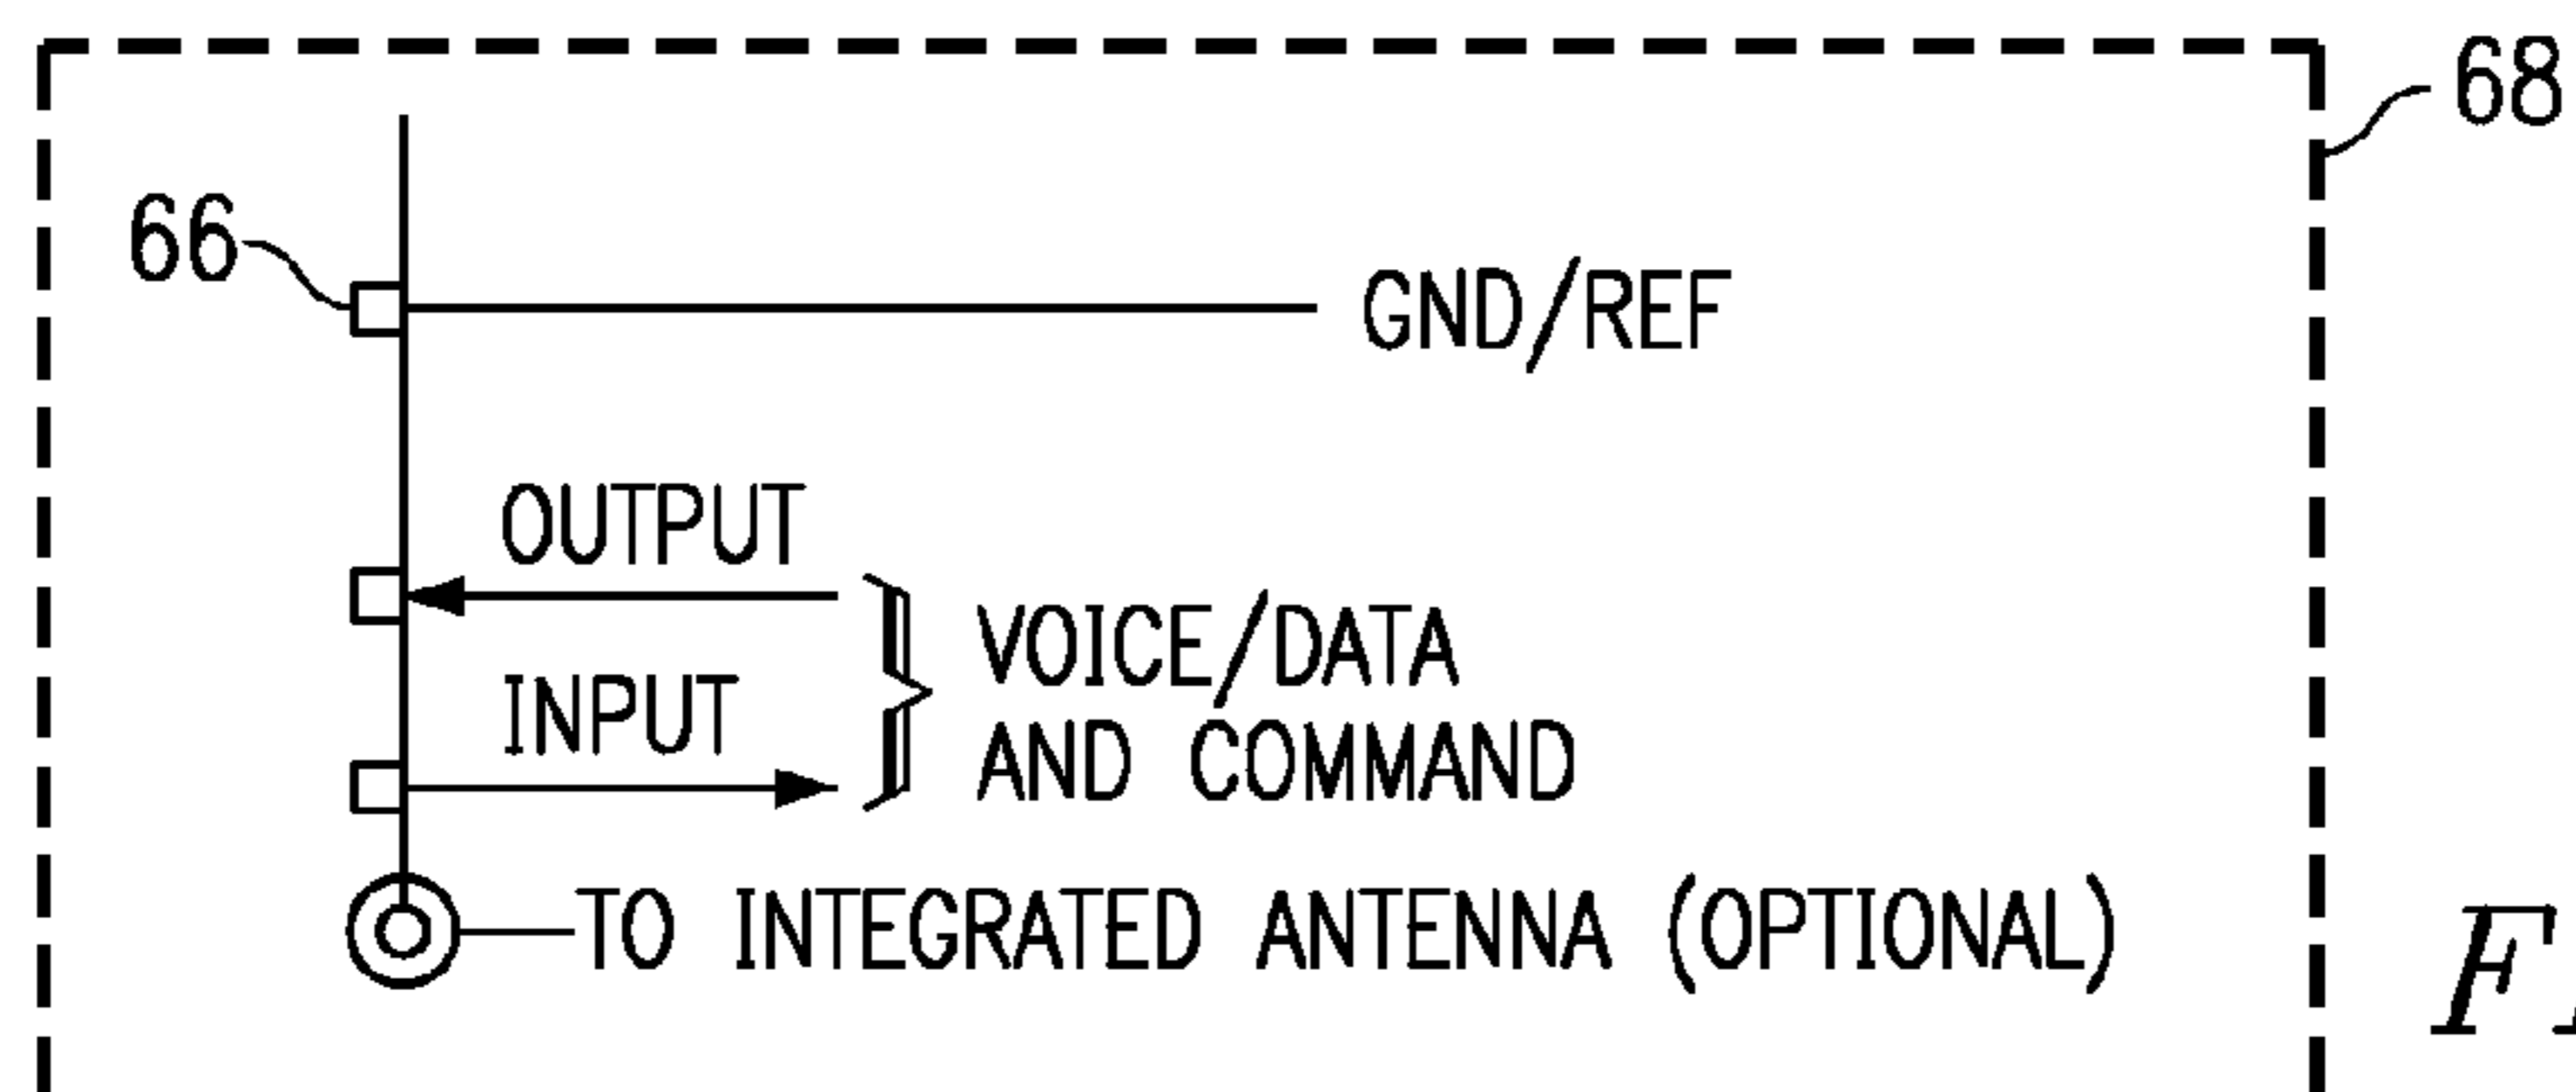 68
66
GND/REF
OUTPUT
VOICE/DATA
INPUT
AND COMMAND
TO INTEGRATED ANTENNA (OPTIONAL)